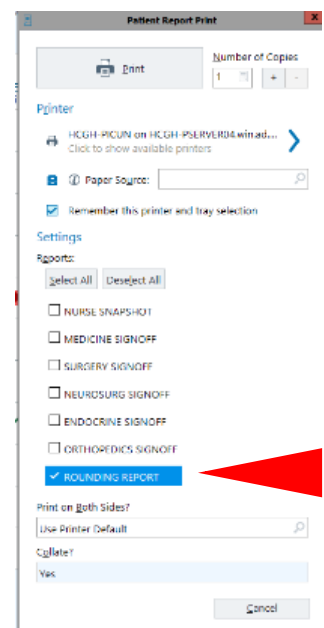 Patient Report Print
x
Print
Number of Copies
1 + -
Printer
HCGH-PICUN on HCGH-PSERVER04.win.ad...
Click to show available printers
Paper Source:
Remember this printer and tray selection
Settings
Reports:
Select All Deselect All
NURSE SNAPSHOT
MEDICINE SIGNOFF
SURGERY SIGNOFF
NEUROSURG SIGNOFF
ENDOCRINE SIGNOFF
ORTHOPEDICS SIGNOFF
ROUNDING REPORT
Print on Both Sides?
Use Printer Default
Collate?
Yes
Cancel